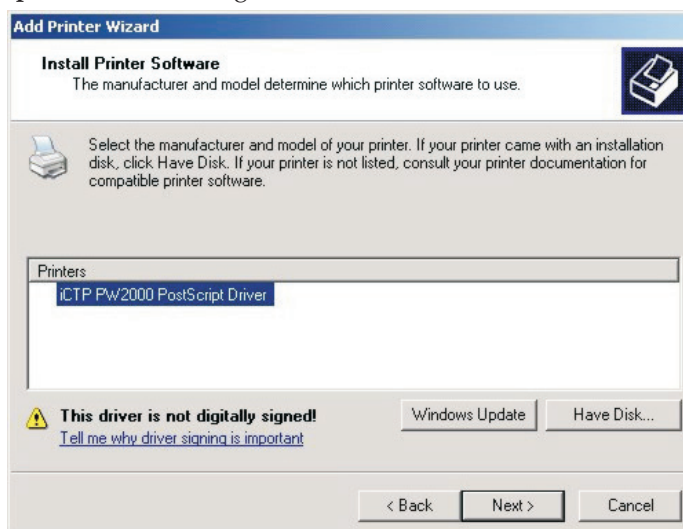 Add Printer Wizard
Install Printer Software
The manufacturer and model determine which printer software to use.
Select the manufacturer and model of your printer. If your printer came with an installation
disk, click Have Disk. If your printer is not listed, consult your printer documentation for
compatible printer software.
Printers
iCTP PW2000 PostScript Driver
This driver is not digitally signed!
Tell me why driver signing is important
Windows Update
Have Disk...
< Back
Next >
Cancel